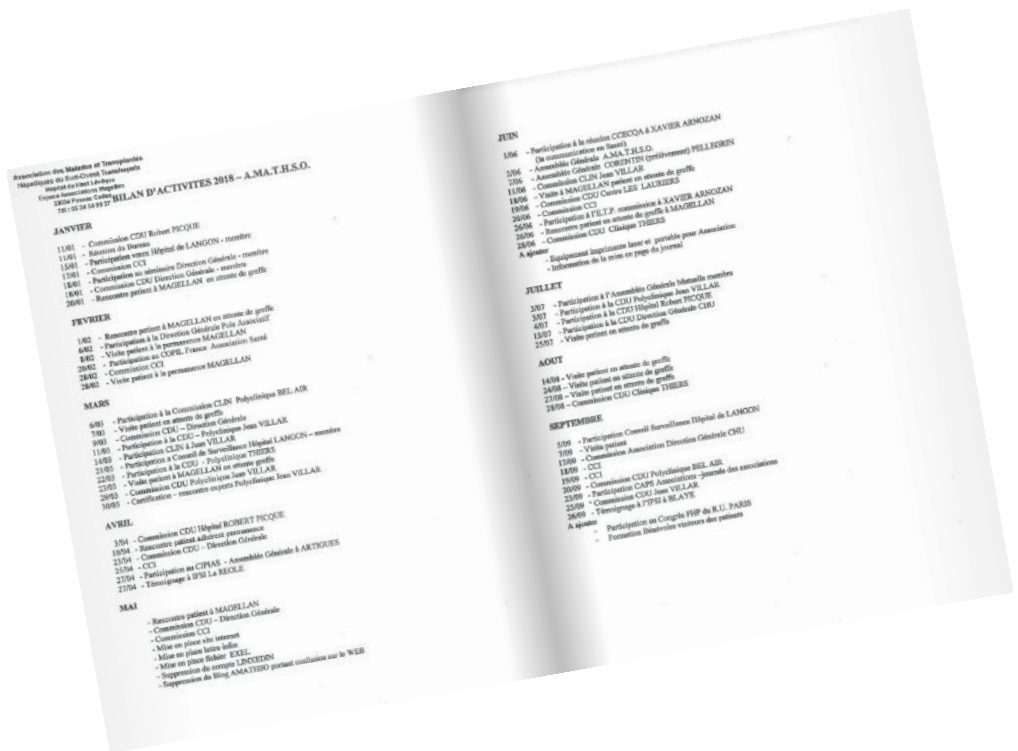 Association des Malades et Transplantés
Hépatiques du Sud-Ouest Transhepate
Hôpital du Haut Lévêque
Espace Associations Magellan
33604 Pessac Cedex
BILAN D'ACTIVITES 2018 – A.MA.T.H.S.O.
JANVIER
11/01 - Commission CDU Robert PICQUE
11/01 - Réunion du Bureau
15/01 - Participation vœux Hôpital de LANGON - membre
17/01 - Commission CCI
18/01 - Participation au séminaire Direction Générale - membre
18/01 - Commission CDU Direction Générale - membre
20/01 - Rencontre patient à MAGELLAN en attente de greffe
FEVRIER
1/02 - Rencontre patient à MAGELLAN en attente de greffe
6/02 - Participation à la Direction Générale Pole Associatif
8/02 - Visite patient à la permanence MAGELLAN
20/02 - Participation au COPIL France Association Santé
28/02 - Commission CCI
28/02 - Visite patient à la permanence MAGELLAN
MARS
6/03 - Participation à la Commission CLIN Polyclinique BEL AIR
7/03 - Visite patient en attente de greffe
9/03 - Commission CDU – Direction Générale
11/03 - Participation à la CDU – Polyclinique Jean VILLAR
14/03 - Participation CLIN à Jean VILLAR
21/03 - Participation à Conseil de Surveillance Hôpital LANGON – membre
22/03 - Participation à la CDU - Polyclinique THIERS
23/03 - Visite patient à MAGELLAN en attente greffe
29/03 - Commission CDU Polyclinique Jean VILLAR
30/03 - Certification – rencontre experts Polyclinique Jean VILLAR
AVRIL
3/04 - Commission CDU Hôpital ROBERT PICQUE
10/04 - Rencontre patient adhérent permanence
23/04 - Commission CDU – Direction Générale
25/04 - CCI
27/04 - Participation au CIPIAS - Assemblée Générale à ARTIGUES
27/04 - Témoignage à IFSI La REOLE
MAI
- Rencontre patient à MAGELLAN
- Commission CDU – Direction Générale
- Commission CCI
- Mise en place site internet
- Mise en place lettre infos
- Mise en place fichier EXEL
- Suppression du compte LINXEDIN
- Suppression du Blog AMATHSO portant confusion sur le WEB
JUIN
1/06 - Participation à la réunion CCECQA à XAVIER ARNOZAN
(la communication en Santé)
2/06 - Assemblée Générale A.MA.T.H.S.O.
7/06 - Assemblée Générale CORENTIN (prélèvement) PELLEGRIN
11/06 - Commission CLIN Jean VILLAR
18/06 - Visite à MAGELLAN patient en attente de greffe
19/06 - Commission CDU Centre LES LAURIERS
20/06 - Commission CCI
26/06 - Participation à l'E.T.P. commission à XAVIER ARNOZAN
26/06 - Rencontre patient en attente de greffe à MAGELLAN
28/06 - Commission CDU Clinique THIERS
A ajouter
- Equipement imprimante laser et portable pour Association
- Information de la mise en page du journal
JUILLET
3/07 - Participation à l'Assemblée Générale Mutuelle membre
3/07 - Participation à la CDU Polyclinique Jean VILLAR
4/07 - Participation à la CDU Hôpital Robert PICQUE
13/07 - Participation à la CDU Direction Générale CHU
25/07 - Visite patient en attente de greffe
AOUT
14/08 - Visite patient en attente de greffe
24/08 – Visite patient en attente de greffe
27/08 – Visite patient en attente de greffe
28/08 – Commission CDU Clinique THIERS
SEPTEMBRE
5/09 - Participation Conseil Surveillance Hôpital de LANGON
7/09 - Visite patient
17/09 - Commission Association Direction Générale CHU
18/09 - CCI
19/09 - CCI
20/09 - Commission CDU Polyclinique BEL AIR
23/09 - Participation CAPS Associations –journée des associations
25/09 * Commission CDU Jean VILLAR
26/09 - Témoignage à l'IFSI à BLAYE
A ajouter
- Participation au Congrès FHP du R.U. PARIS
- Formation Bénévoles visiteurs des patients